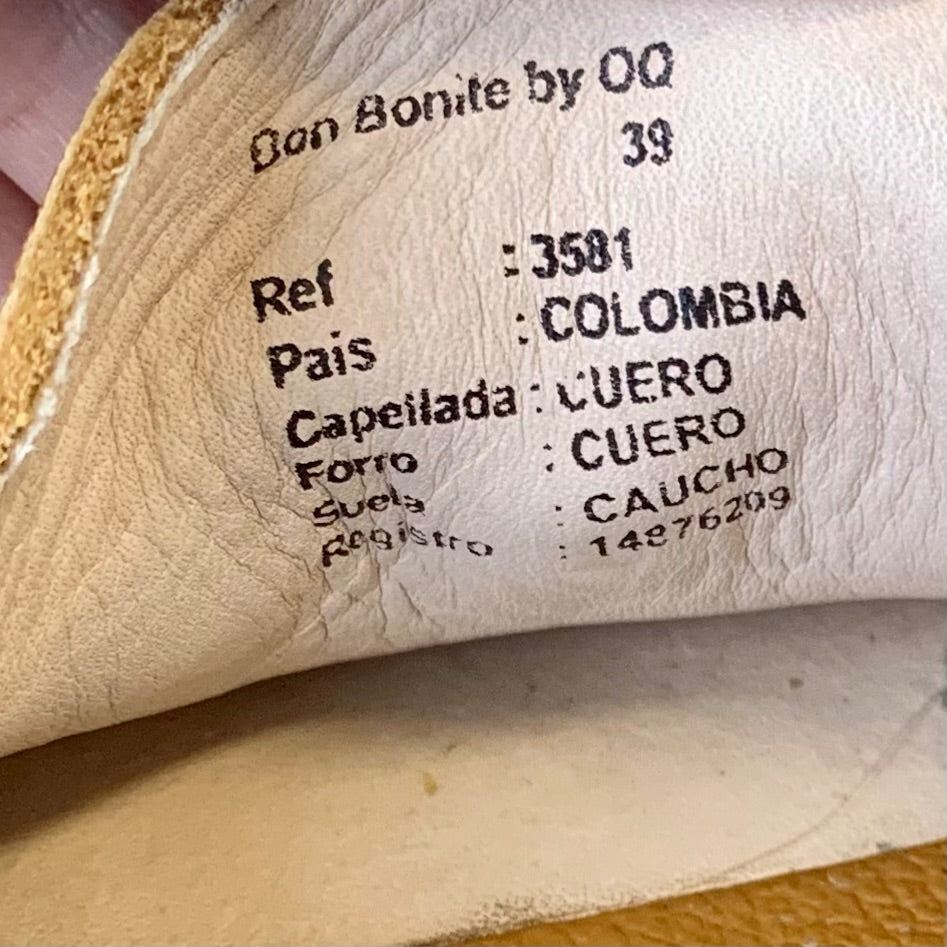 Bon Bonite by OQ
39
Ref : 3581
Pais : COLOMBIA
Capellada : CUERO
Forro : CUERO
Suela : CAUCHO
Registro : 14876209